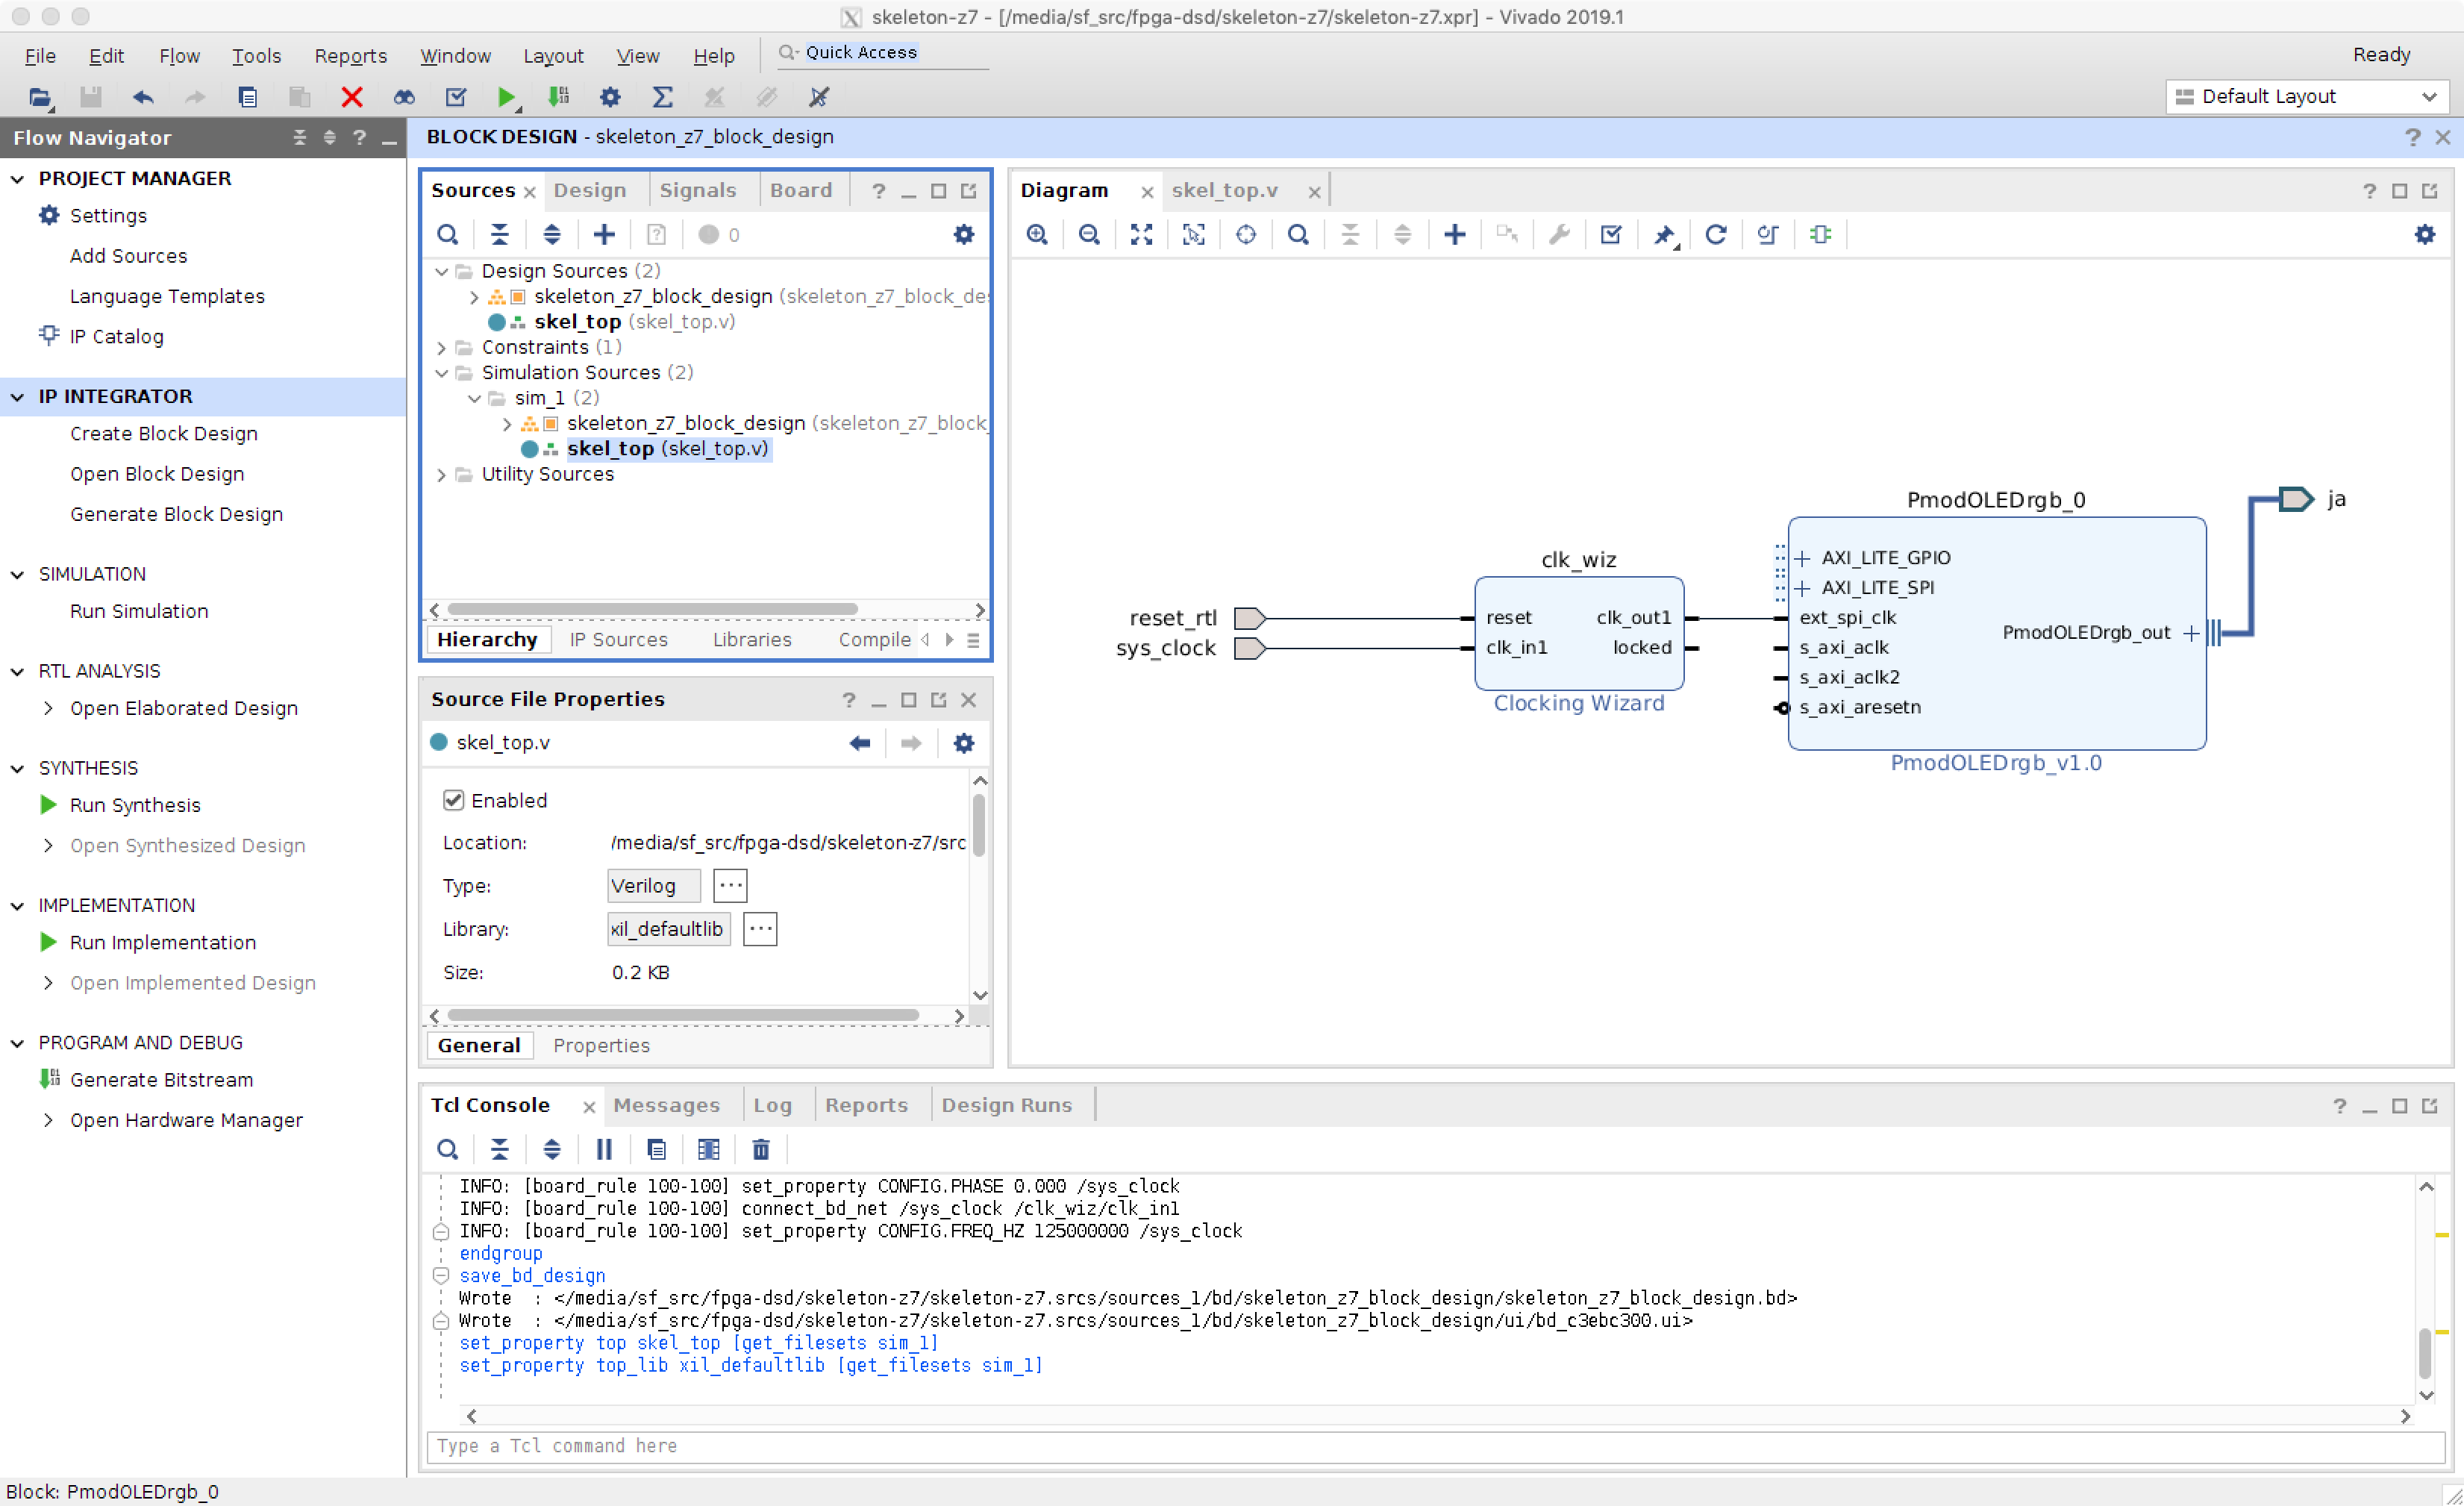 skeleton-z7 - [/media/sf_src/fpga-dsd/skeleton-z7/skeleton-z7.xpr] - Vivado 2019.1
File Edit Flow Tools Reports Window Layout View Help Quick Access Ready
Default Layout
Flow Navigator
PROJECT MANAGER
Settings
Add Sources
Language Templates
IP Catalog
IP INTEGRATOR
Create Block Design
Open Block Design
Generate Block Design
SIMULATION
Run Simulation
RTL ANALYSIS
Open Elaborated Design
SYNTHESIS
Run Synthesis
Open Synthesized Design
IMPLEMENTATION
Run Implementation
Open Implemented Design
PROGRAM AND DEBUG
Generate Bitstream
Open Hardware Manager
BLOCK DESIGN - skeleton_z7_block_design
Sources Design Signals Board
0
Design Sources (2)
skeleton_z7_block_design (skeleton_z7_block_de
skel_top (skel_top.v)
Constraints (1)
Simulation Sources (2)
sim_1 (2)
skeleton_z7_block_design (skeleton_z7_block_
skel_top (skel_top.v)
Utility Sources
Hierarchy IP Sources Libraries Compile
Source File Properties
skel_top.v
Enabled
Location: /media/sf_src/fpga-dsd/skeleton-z7/src
Type: Verilog ...
Library: xil_defaultlib ...
Size: 0.2 KB
General Properties
Diagram skel_top.v
reset_rtl
sys_clock
clk_wiz
reset clk_out1
clk_in1 locked
Clocking Wizard
PmodOLEDrgb_0
AXI_LITE_GPIO
AXI_LITE_SPI
ext_spi_clk
s_axi_aclk
s_axi_aclk2
s_axi_aresetn
PmodOLEDrgb_out
PmodOLEDrgb_v1.0
ja
Tcl Console Messages Log Reports Design Runs
INFO: [board_rule 100-100] set_property CONFIG.PHASE 0.000 /sys_clock
INFO: [board_rule 100-100] connect_bd_net /sys_clock /clk_wiz/clk_in1
INFO: [board_rule 100-100] set_property CONFIG.FREQ_HZ 125000000 /sys_clock
endgroup
save_bd_design
Wrote : </media/sf_src/fpga-dsd/skeleton-z7/skeleton-z7.srcs/sources_1/bd/skeleton_z7_block_design/skeleton_z7_block_design.bd>
Wrote : </media/sf_src/fpga-dsd/skeleton-z7/skeleton-z7.srcs/sources_1/bd/skeleton_z7_block_design/ui/bd_c3ebc300.ui>
set_property top skel_top [get_filesets sim_1]
set_property top_lib xil_defaultlib [get_filesets sim_1]
Type a Tcl command here
Block: PmodOLEDrgb_0